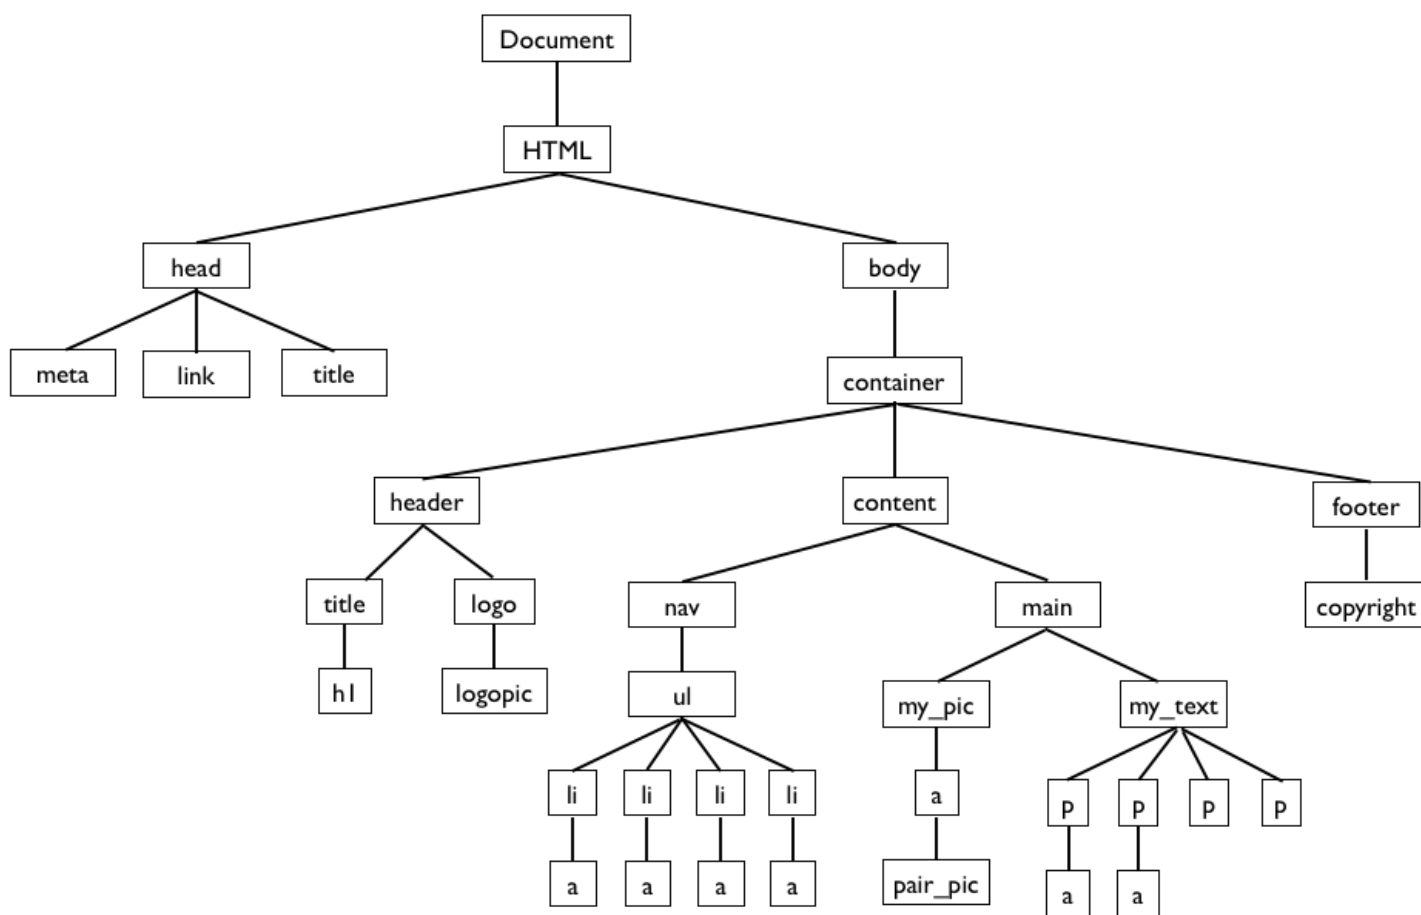 Document
HTML
head
body
meta
link
title
container
header
content
footer
title
logo
nav
main
copyright
h1
logopic
ul
my_pic
my_text
li
li
li
li
a
p
p
p
p
a
a
a
a
pair_pic
a
a